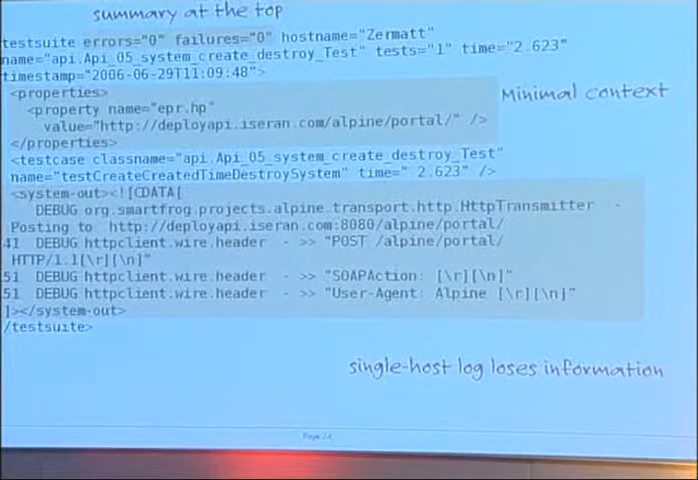 summary at the top
testsuite errors="0" failures="0" hostname="Zermatt"
name="api.Api_05_system_create_destroy_Test" tests="1" time="2.623"
timestamp="2006-06-29T11:09:48">
<properties>
Minimal context
<property name="epr.hp"
value="http://deployapi.iseran.com/alpine/portal/" />
</properties>
<testcase classname="api.Api_05_system_create_destroy_Test"
name="testCreateCreatedTimeDestroySystem" time=" 2.623" />
<system-out><![CDATA[
DEBUG org.smartfrog.projects.alpine.transport.http.HttpTransmitter -
Posting to http://deployapi.iseran.com:8080/alpine/portal/
41 DEBUG httpclient.wire.header - >> "POST /alpine/portal/
HTTP/1.1[\r][\n]"
51 DEBUG httpclient.wire.header - >> "SOAPAction: [\r][\n]"
51 DEBUG httpclient.wire.header - >> "User-Agent: Alpine [\r][\n]"
]></system-out>
/testsuite>
single-host log loses information
Page 24